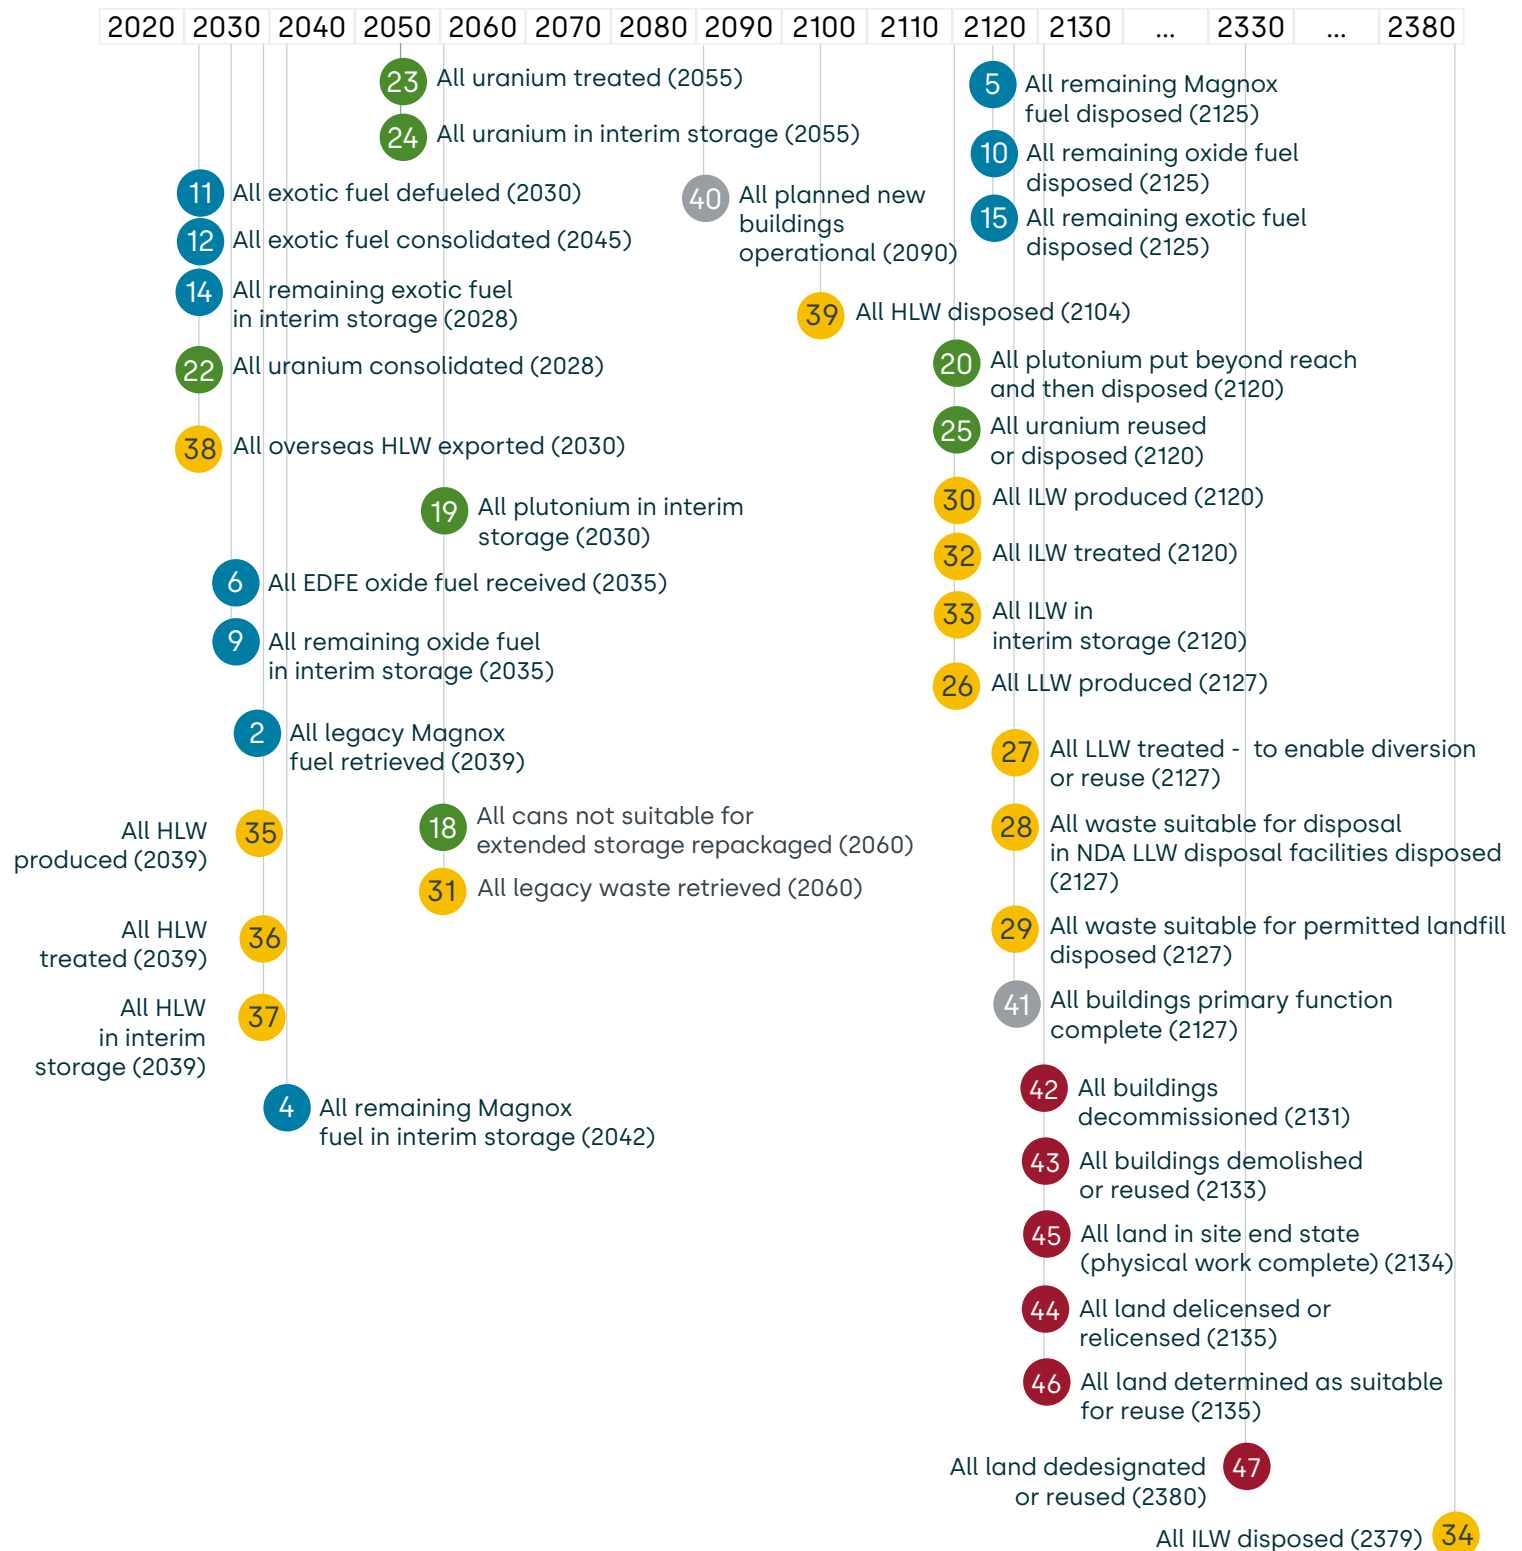 2020 2030 2040 2050 2060 2070 2080 2090 2100 2110 2120 2130 ... 2330 ... 2380
23 All uranium treated (2055)
24 All uranium in interim storage (2055)
11 All exotic fuel defueled (2030)
12 All exotic fuel consolidated (2045)
14 All remaining exotic fuel
in interim storage (2028)
22 All uranium consolidated (2028)
38 All overseas HLW exported (2030)
19 All plutonium in interim
storage (2030)
6 All EDFE oxide fuel received (2035)
9 All remaining oxide fuel
in interim storage (2035)
2 All legacy Magnox
fuel retrieved (2039)
All HLW
produced (2039)
35
18 All cans not suitable for
extended storage repackaged (2060)
31 All legacy waste retrieved (2060)
All HLW
treated (2039)
36
All HLW
in interim
storage (2039)
37
4 All remaining Magnox
fuel in interim storage (2042)
40 All planned new
buildings
operational (2090)
39 All HLW disposed (2104)
5 All remaining Magnox
fuel disposed (2125)
10 All remaining oxide fuel
disposed (2125)
15 All remaining exotic fuel
disposed (2125)
20 All plutonium put beyond reach
and then disposed (2120)
25 All uranium reused
or disposed (2120)
30 All ILW produced (2120)
32 All ILW treated (2120)
33 All ILW in
interim storage (2120)
26 All LLW produced (2127)
27 All LLW treated - to enable diversion
or reuse (2127)
28 All waste suitable for disposal
in NDA LLW disposal facilities disposed
(2127)
29 All waste suitable for permitted landfill
disposed (2127)
41 All buildings primary function
complete (2127)
42 All buildings
decommissioned (2131)
43 All buildings demolished
or reused (2133)
45 All land in site end state
(physical work complete) (2134)
44 All land delicensed or
relicensed (2135)
46 All land determined as suitable
for reuse (2135)
All land dedesignated
or reused (2380)
47
All ILW disposed (2379) 34